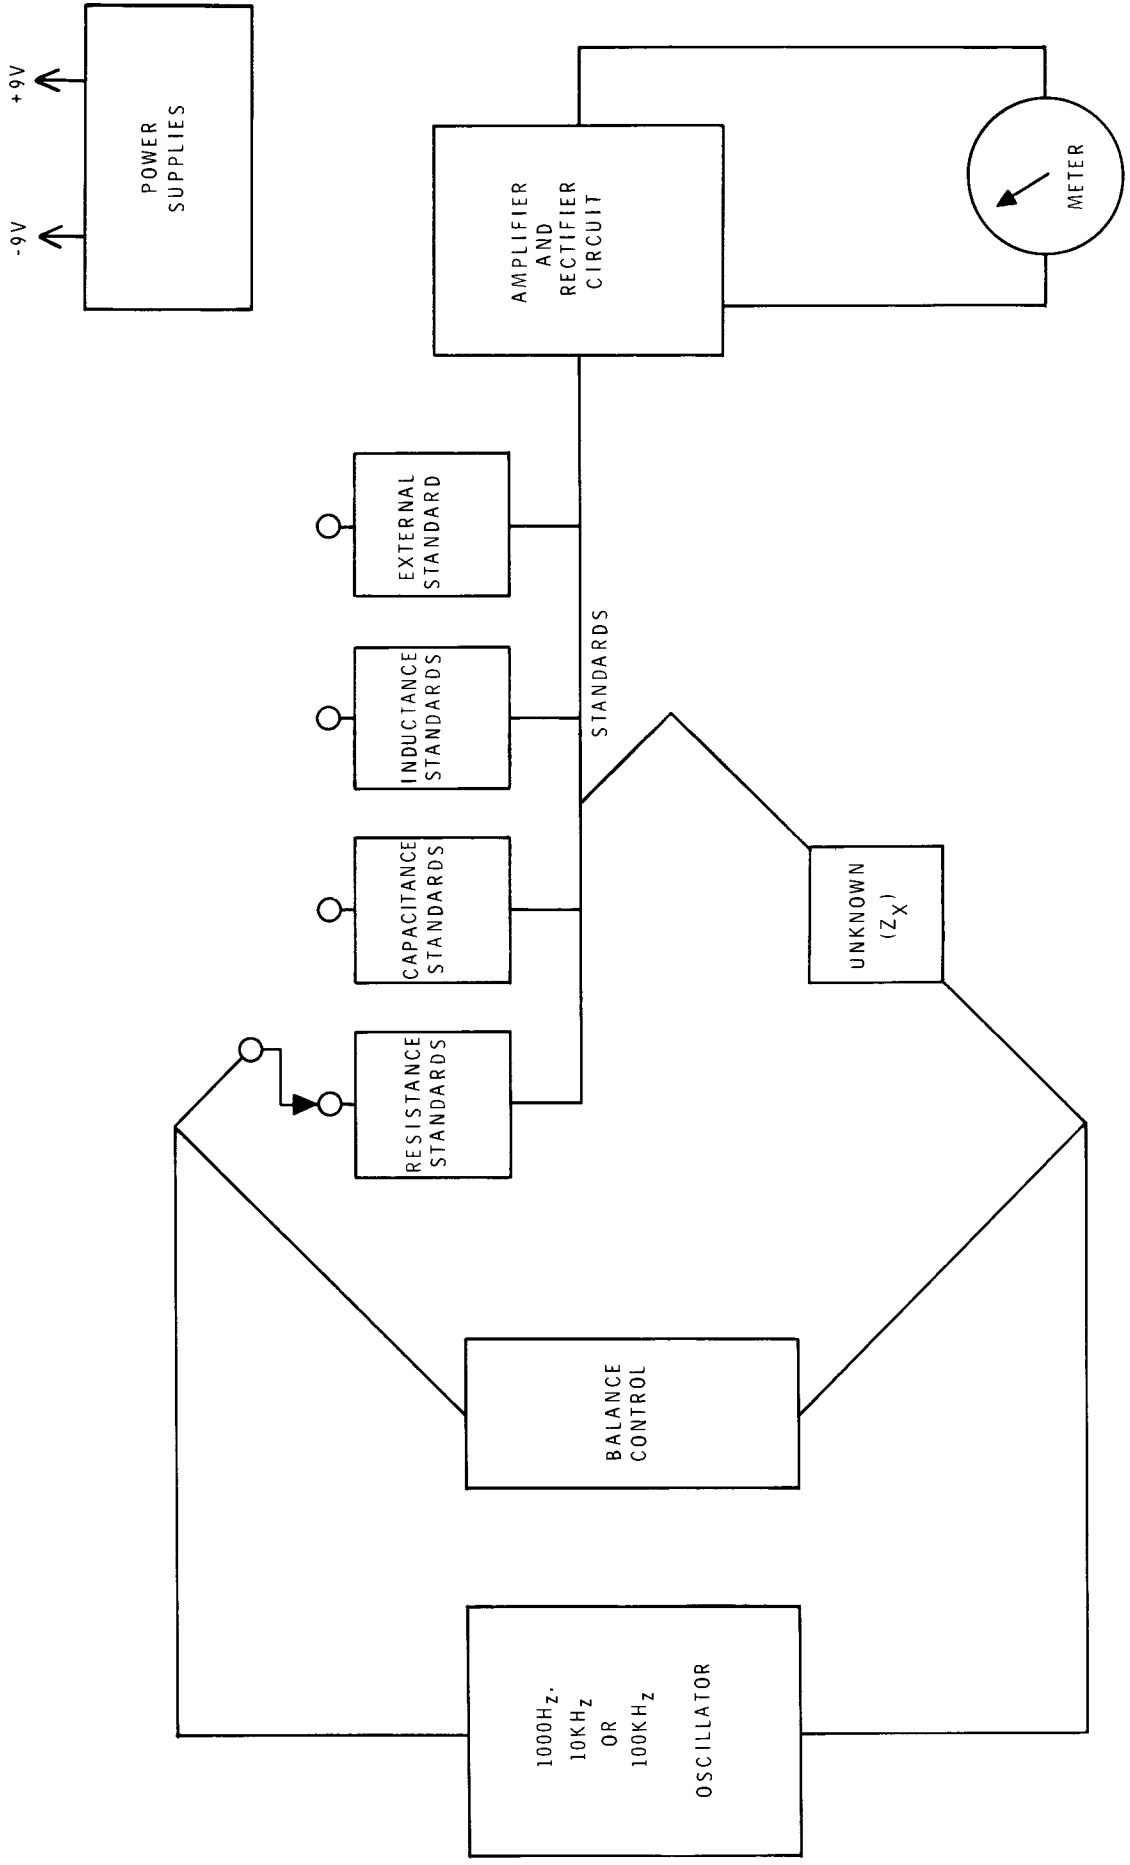 1000Hz.
10KHz
OR
100KHz
OSCILLATOR
BALANCE
CONTROL
RESISTANCE
STANDARDS
CAPACITANCE
STANDARDS
INDUCTANCE
STANDARDS
EXTERNAL
STANDARD
STANDARDS
UNKNOWN
(ZX)
AMPLIFIER
AND
RECTIFIER
CIRCUIT
METER
POWER
SUPPLIES
-9V
+9V